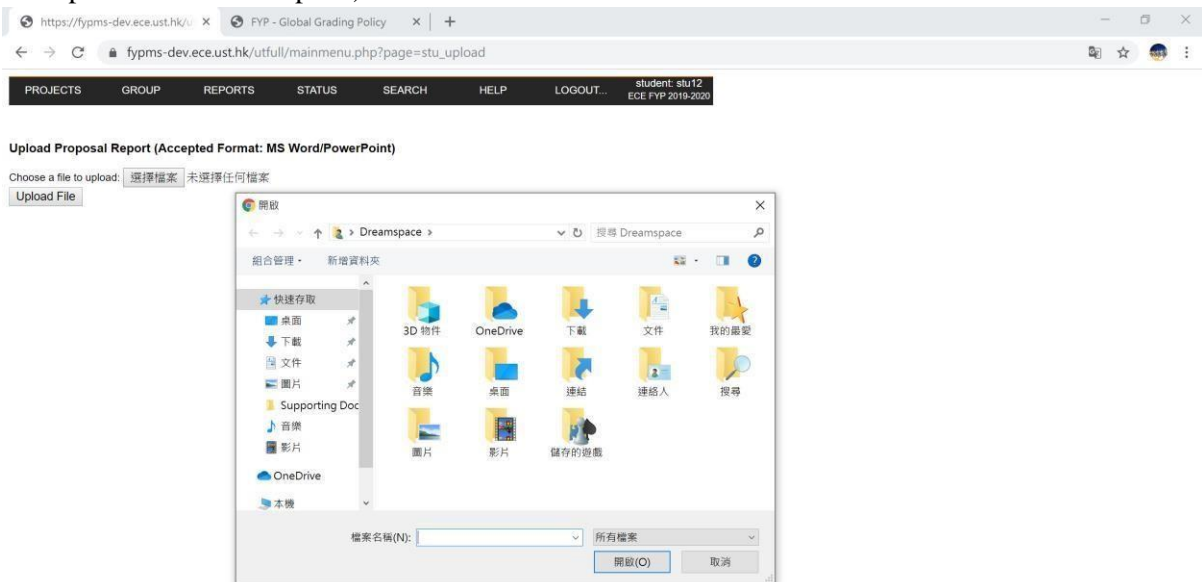 https://fypms-dev.ece.ust.hk/u
FYP - Global Grading Policy
fypms-dev.ece.ust.hk/utfull/mainmenu.php?page=stu_upload
PROJECTS GROUP REPORTS STATUS SEARCH HELP LOGOUT... student: stu12
ECE FYP 2019-2020
Upload Proposal Report (Accepted Format: MS Word/PowerPoint)
Choose a file to upload: 選擇檔案 未選擇任何檔案
Upload File
開啟
Dreamspace
搜尋 Dreamspace
組合管理 新增資料夾
快速存取
桌面
下載
文件
圖片
Supporting Doc
音樂
影片
OneDrive
本機
3D 物件 OneDrive 下載 文件 我的最愛
音樂 桌面 連結 連絡人 搜尋
圖片 影片 儲存的遊戲
檔案名稱(N): 所有檔案
開啟(O) 取消